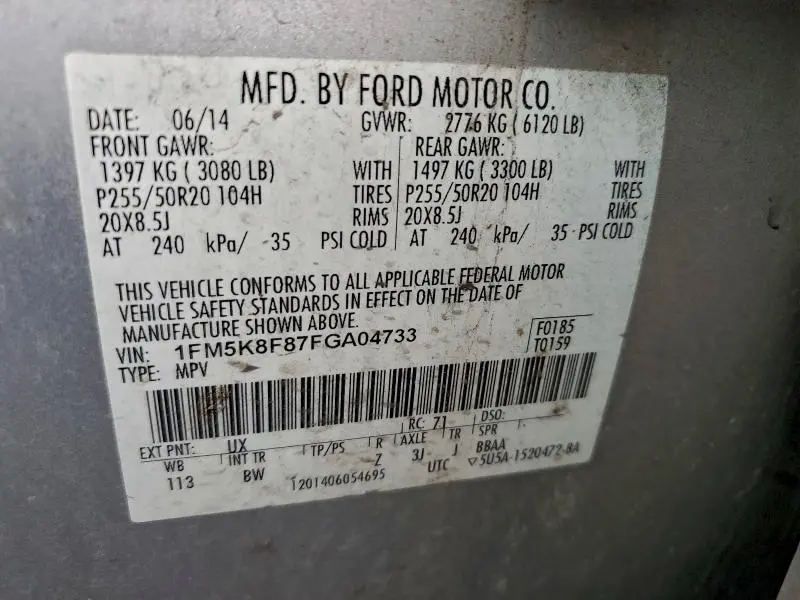 MFD. BY FORD MOTOR CO.
DATE: 06/14 GVWR: 2776 KG ( 6120 LB)
FRONT GAWR: REAR GAWR:
1397 KG ( 3080 LB) WITH 1497 KG ( 3300 LB) WITH
P255/50R20 104H TIRES P255/50R20 104H TIRES
20X8.5J RIMS 20X8.5J RIMS
AT 240 kPa/ 35 PSI COLD AT 240 kPa/ 35 PSI COLD
THIS VEHICLE CONFORMS TO ALL APPLICABLE FEDERAL MOTOR
VEHICLE SAFETY STANDARDS IN EFFECT ON THE DATE OF
MANUFACTURE SHOWN ABOVE.
VIN: 1FM5K8F87FGA04733 F0185
TYPE: MPV T0159
EXT PNT: UX RC: 71 DSO:
WB INT TR TP/PS R AXLE TR SPR
113 BW Z 3J J BBAA
1201406054695 UTC ▽5U5A-1520472-BA